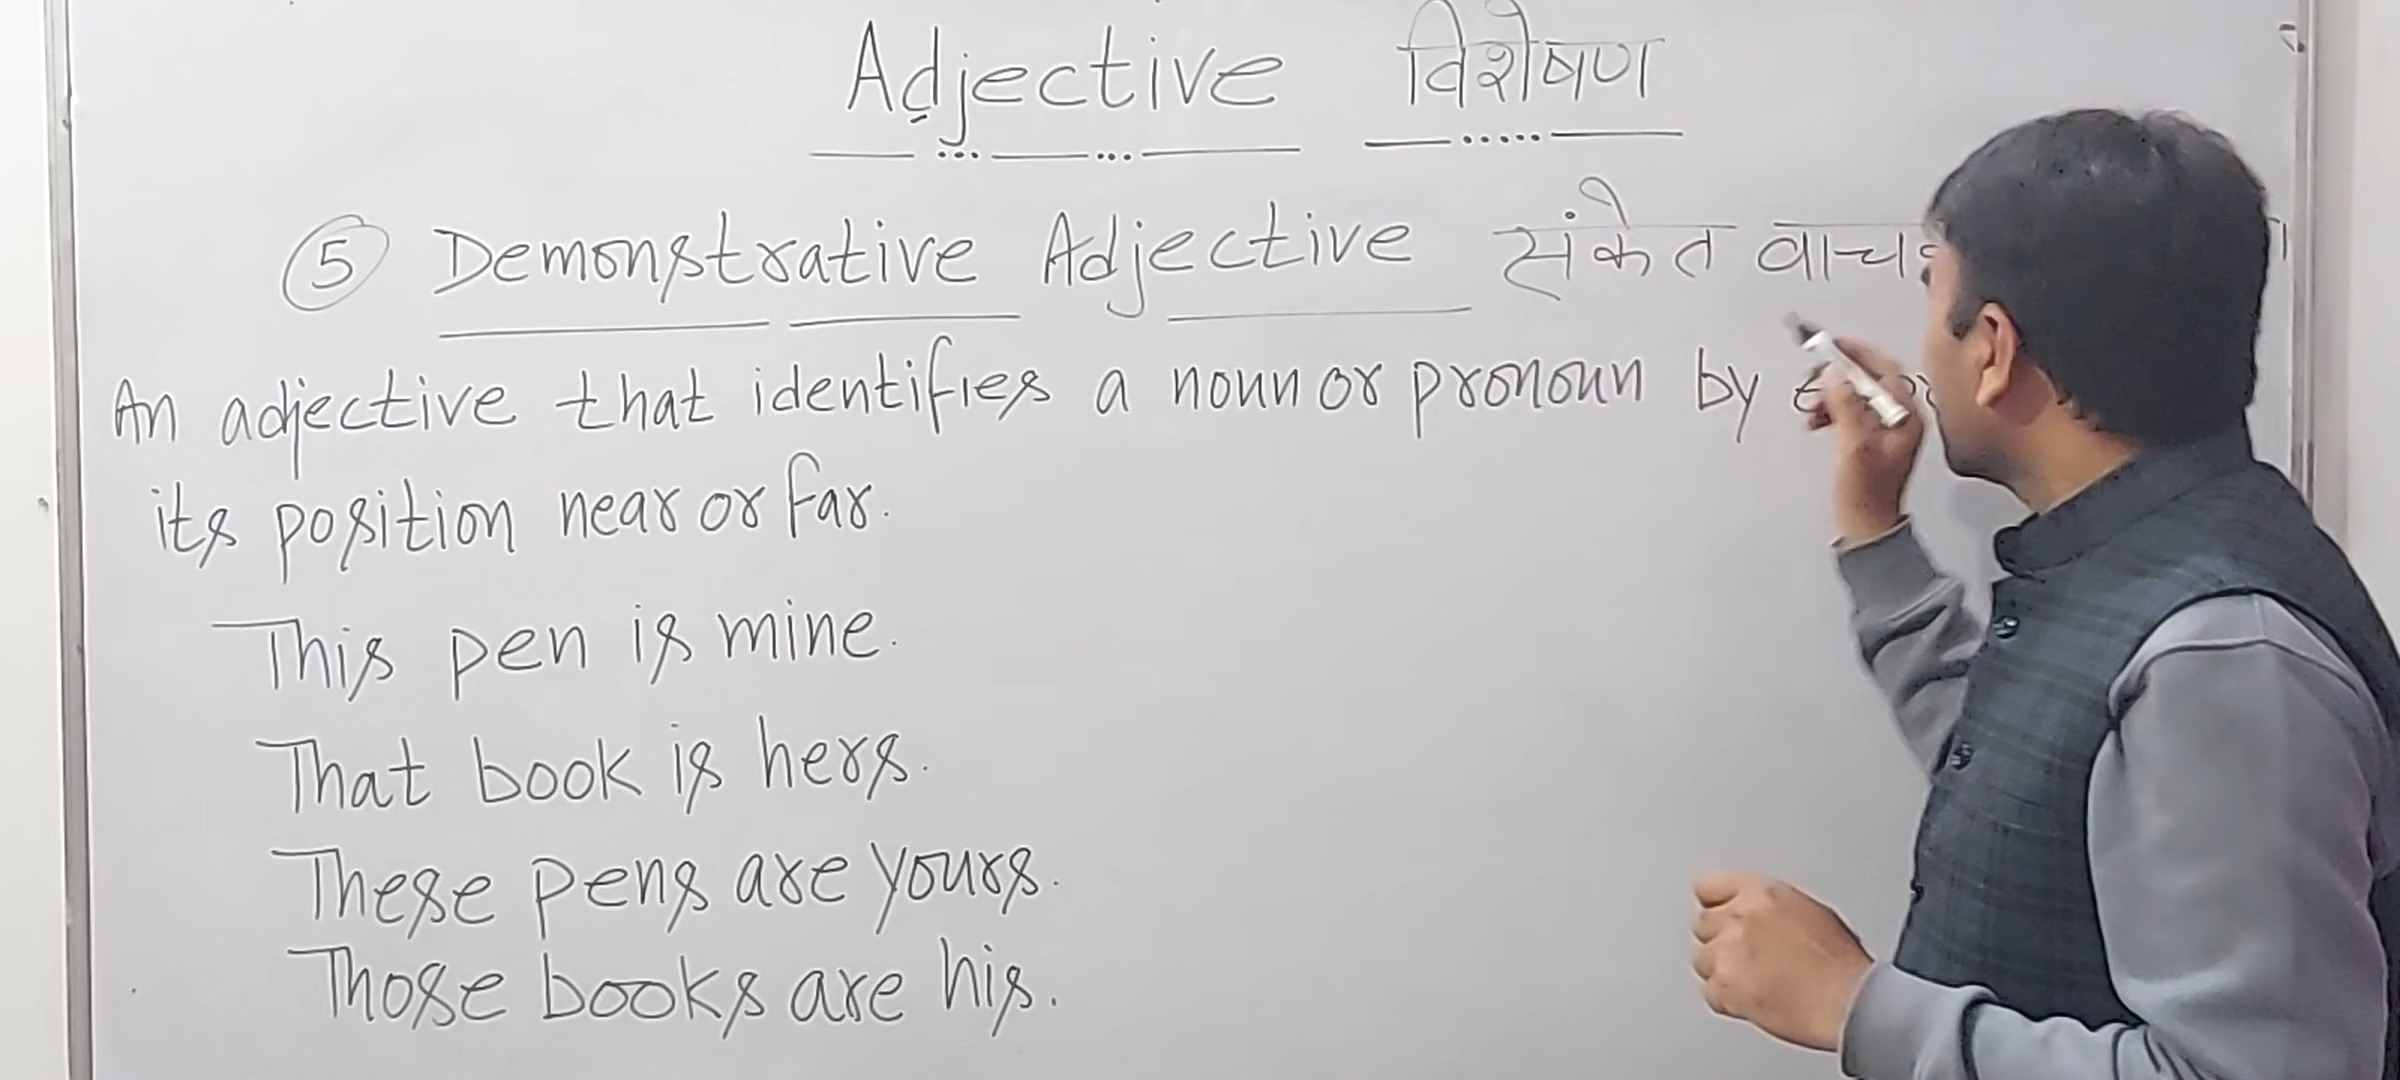 Adjective विशेषण
5 Demonstrative Adjective संकेत
An adjective that identifies a noun or pronoun by
its position near or far.
This pen is mine.
That book is hers.
These pens are yours.
Those books are his.